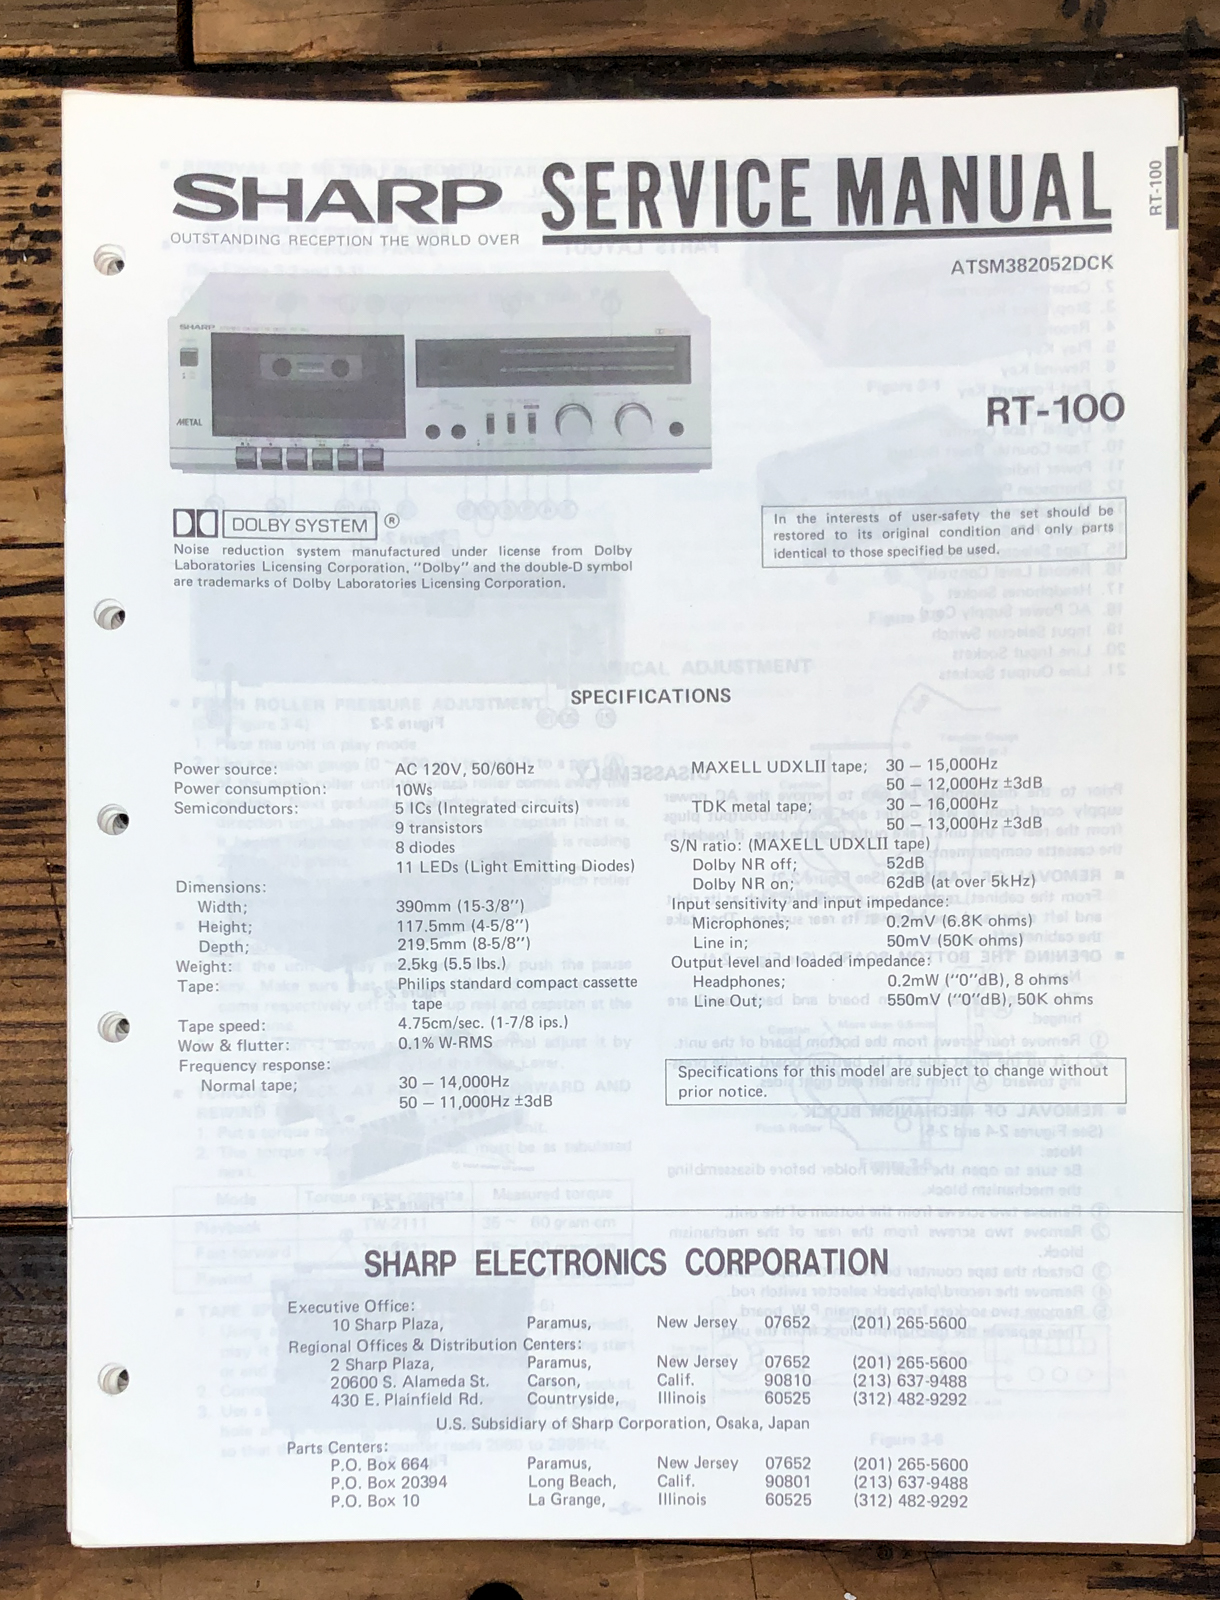 SHARP SERVICE MANUAL
OUTSTANDING RECEPTION THE WORLD OVER
RT-100
ATSM382052DCK
SHARP
METAL
RT-100
DOLBY SYSTEM ®
Noise reduction system manufactured under license from Dolby
Laboratories Licensing Corporation. "Dolby" and the double-D symbol
are trademarks of Dolby Laboratories Licensing Corporation.
In the interests of user-safety the set should be
restored to its original condition and only parts
identical to those specified be used.
SPECIFICATIONS
Power source: AC 120V, 50/60Hz
Power consumption: 10Ws
Semiconductors: 5 ICs (Integrated circuits)
9 transistors
8 diodes
11 LEDs (Light Emitting Diodes)
Dimensions:
Width; 390mm (15-3/8'')
Height; 117.5mm (4-5/8'')
Depth; 219.5mm (8-5/8'')
Weight: 2.5kg (5.5 lbs.)
Tape: Philips standard compact cassette
tape
Tape speed: 4.75cm/sec. (1-7/8 ips.)
Wow & flutter: 0.1% W-RMS
Frequency response:
Normal tape; 30 – 14,000Hz
50 – 11,000Hz ±3dB
MAXELL UDXLII tape; 30 – 15,000Hz
50 – 12,000Hz ±3dB
TDK metal tape; 30 – 16,000Hz
50 – 13,000Hz ±3dB
S/N ratio: (MAXELL UDXLII tape)
Dolby NR off; 52dB
Dolby NR on; 62dB (at over 5kHz)
Input sensitivity and input impedance:
Microphones; 0.2mV (6.8K ohms)
Line in; 50mV (50K ohms)
Output level and loaded impedance:
Headphones; 0.2mW (''0''dB), 8 ohms
Line Out; 550mV (''0''dB), 50K ohms
Specifications for this model are subject to change without
prior notice.
SHARP ELECTRONICS CORPORATION
Executive Office:
10 Sharp Plaza, Paramus, New Jersey 07652 (201) 265-5600
Regional Offices & Distribution Centers:
2 Sharp Plaza, Paramus, New Jersey 07652 (201) 265-5600
20600 S. Alameda St. Carson, Calif. 90810 (213) 637-9488
430 E. Plainfield Rd. Countryside, Illinois 60525 (312) 482-9292
U.S. Subsidiary of Sharp Corporation, Osaka, Japan
Parts Centers:
P.O. Box 664 Paramus, New Jersey 07652 (201) 265-5600
P.O. Box 20394 Long Beach, Calif. 90801 (213) 637-9488
P.O. Box 10 La Grange, Illinois 60525 (312) 482-9292